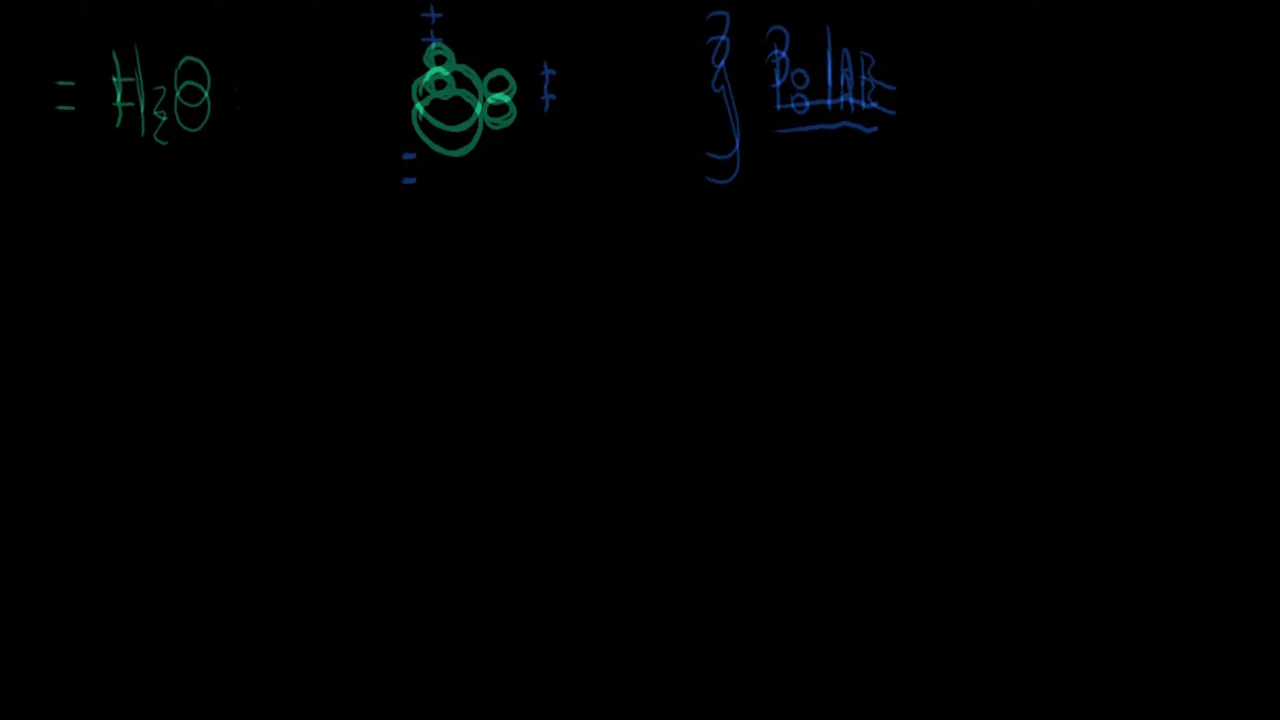 - H₂O + + - } POLAR